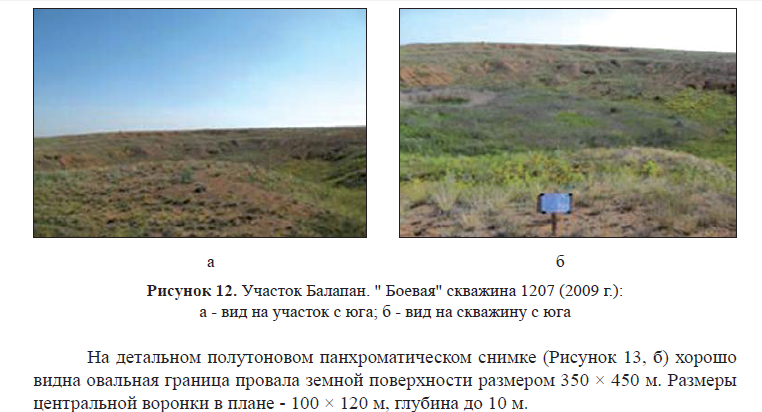 а
б
Рисунок 12. Участок Балапан. " Боевая" скважина 1207 (2009 г.):
а - вид на участок с юга; б - вид на скважину с юга
На детальном полутоновом панхроматическом снимке (Рисунок 13, б) хорошо
видна овальная граница провала земной поверхности размером 350 × 450 м. Размеры
центральной воронки в плане - 100 × 120 м, глубина до 10 м.